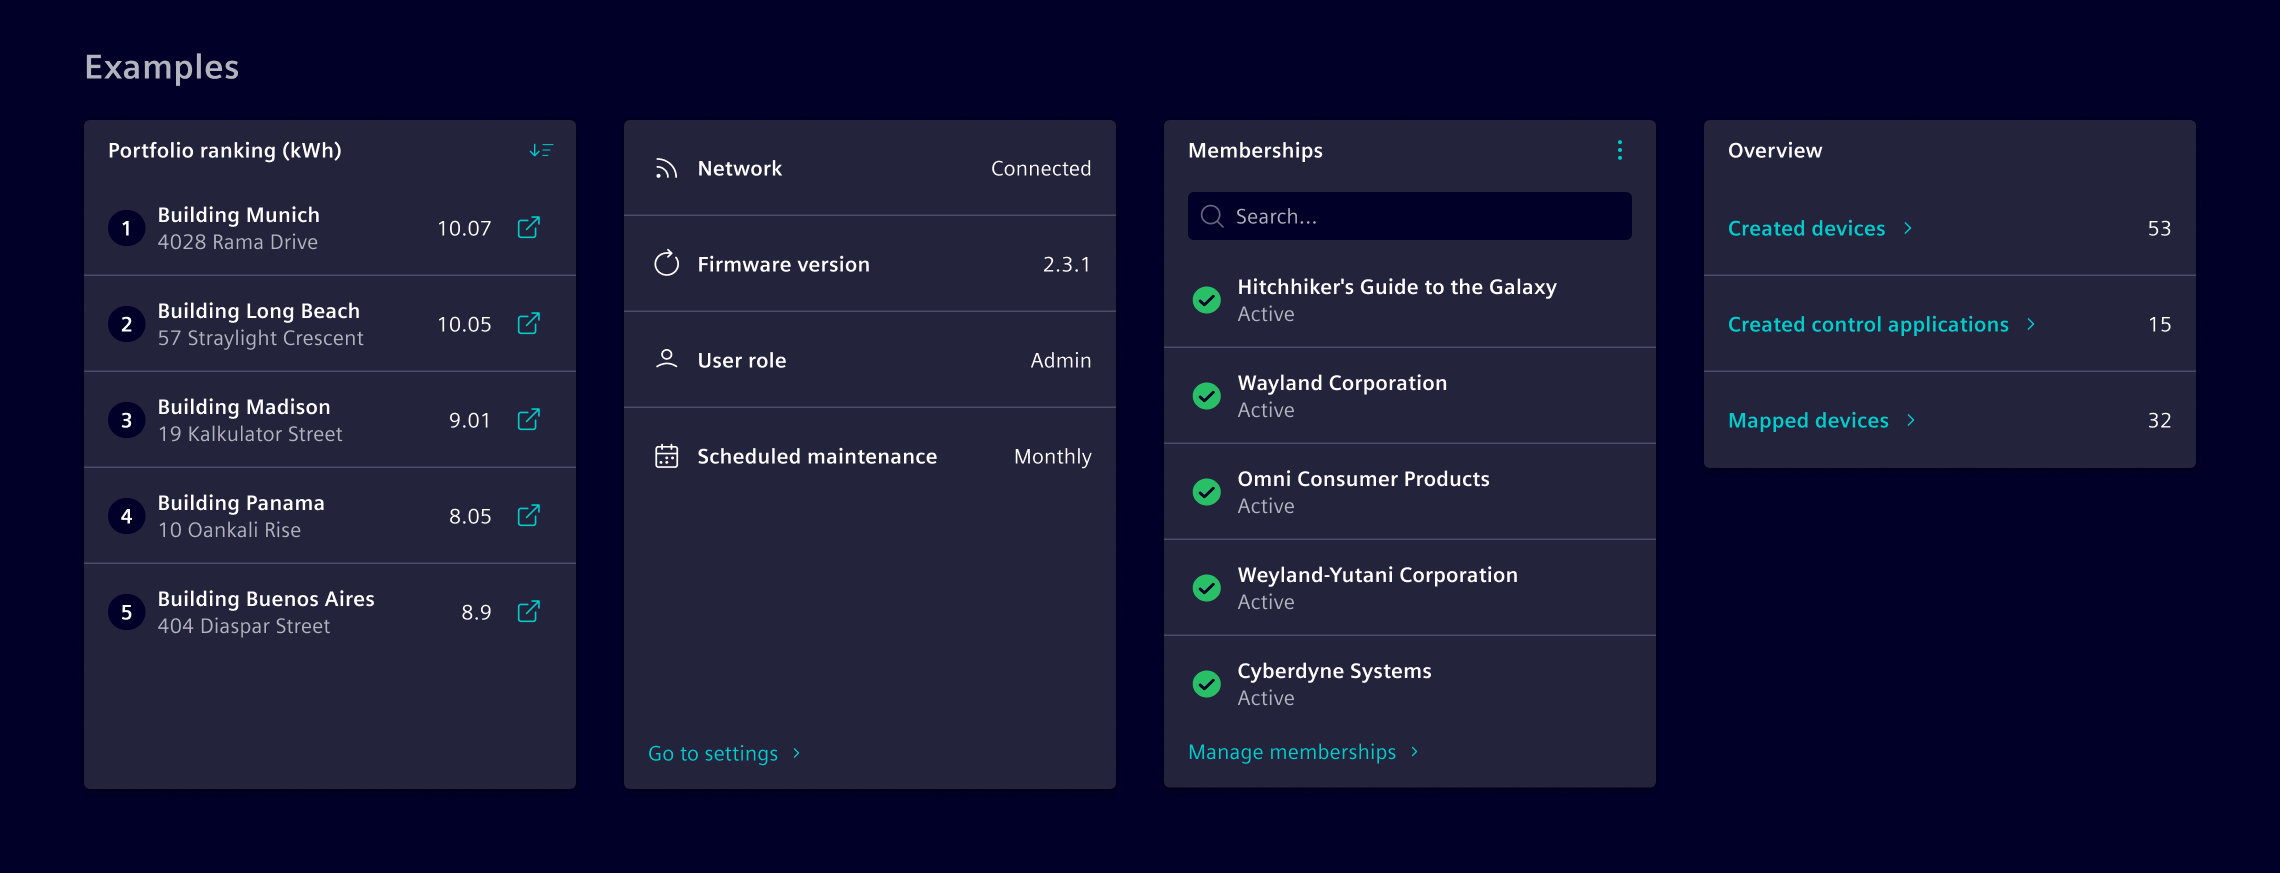 Examples
Portfolio ranking (kWh)
1
Building Munich
4028 Rama Drive
10.07
2
Building Long Beach
57 Straylight Crescent
10.05
3
Building Madison
19 Kalkulator Street
9.01
4
Building Panama
10 Oankali Rise
8.05
5
Building Buenos Aires
404 Diaspar Street
8.9
Network
Connected
Firmware version
2.3.1
User role
Admin
Scheduled maintenance
Monthly
Go to settings
Memberships
Search...
Hitchhiker's Guide to the Galaxy
Active
Wayland Corporation
Active
Omni Consumer Products
Active
Weyland-Yutani Corporation
Active
Cyberdyne Systems
Active
Manage memberships
Overview
Created devices
53
Created control applications
15
Mapped devices
32